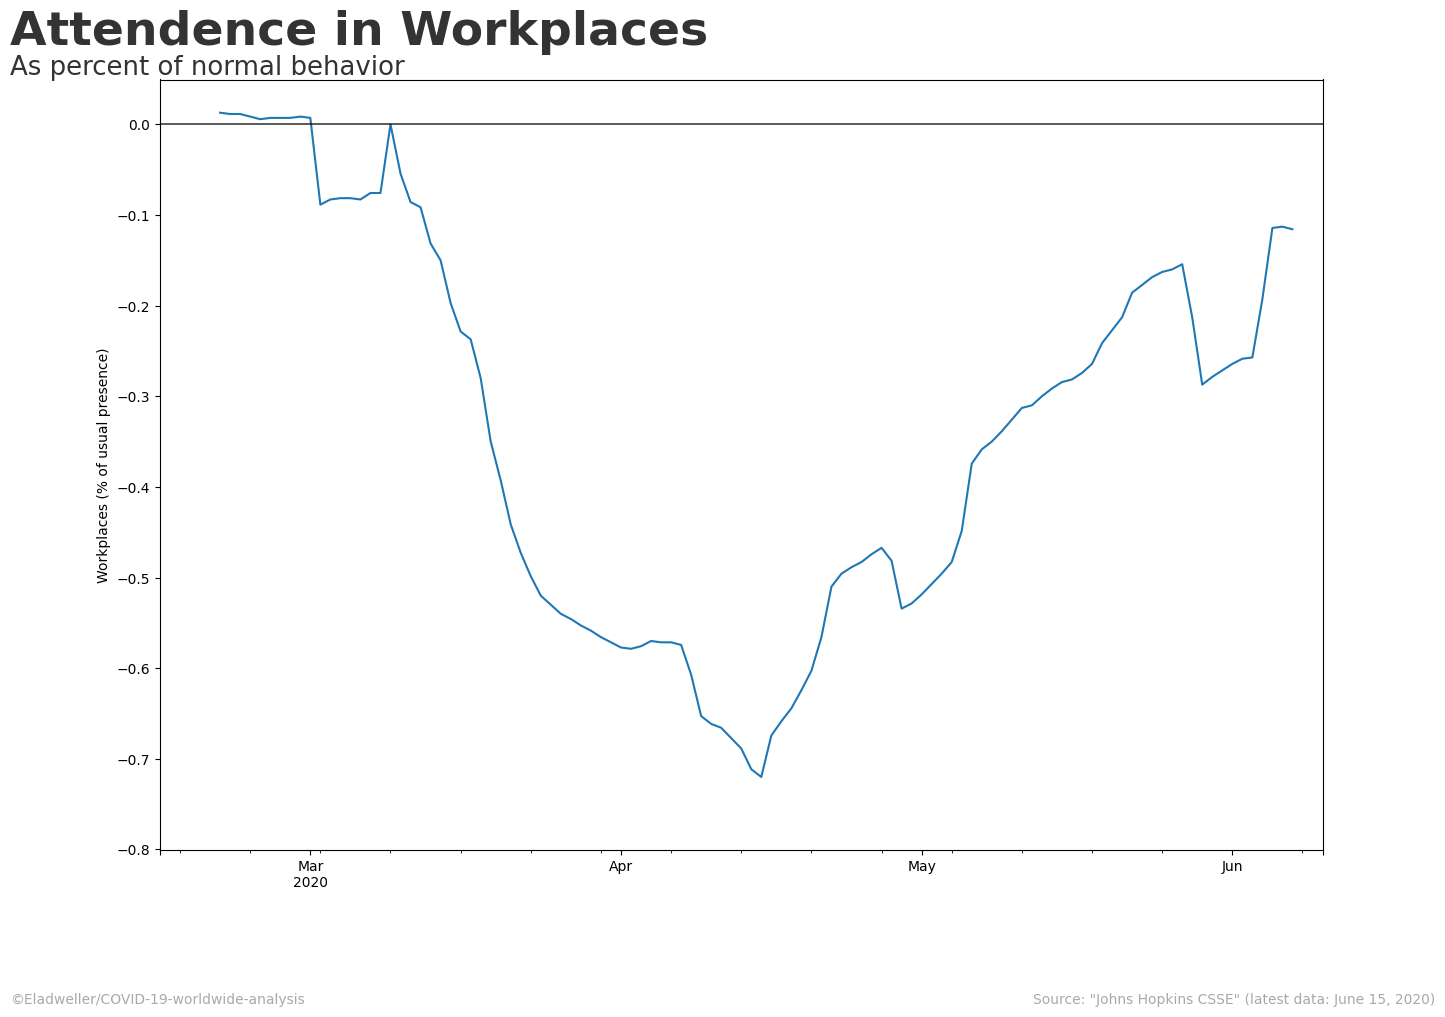 Attendence in Workplaces
As percent of normal behavior
0.0
−0.1
−0.2
−0.3
−0.4
−0.5
−0.6
−0.7
−0.8
Workplaces (% of usual presence)
Mar
2020
Apr
May
Jun
©Eladweller/COVID-19-worldwide-analysis
Source: "Johns Hopkins CSSE" (latest data: June 15, 2020)